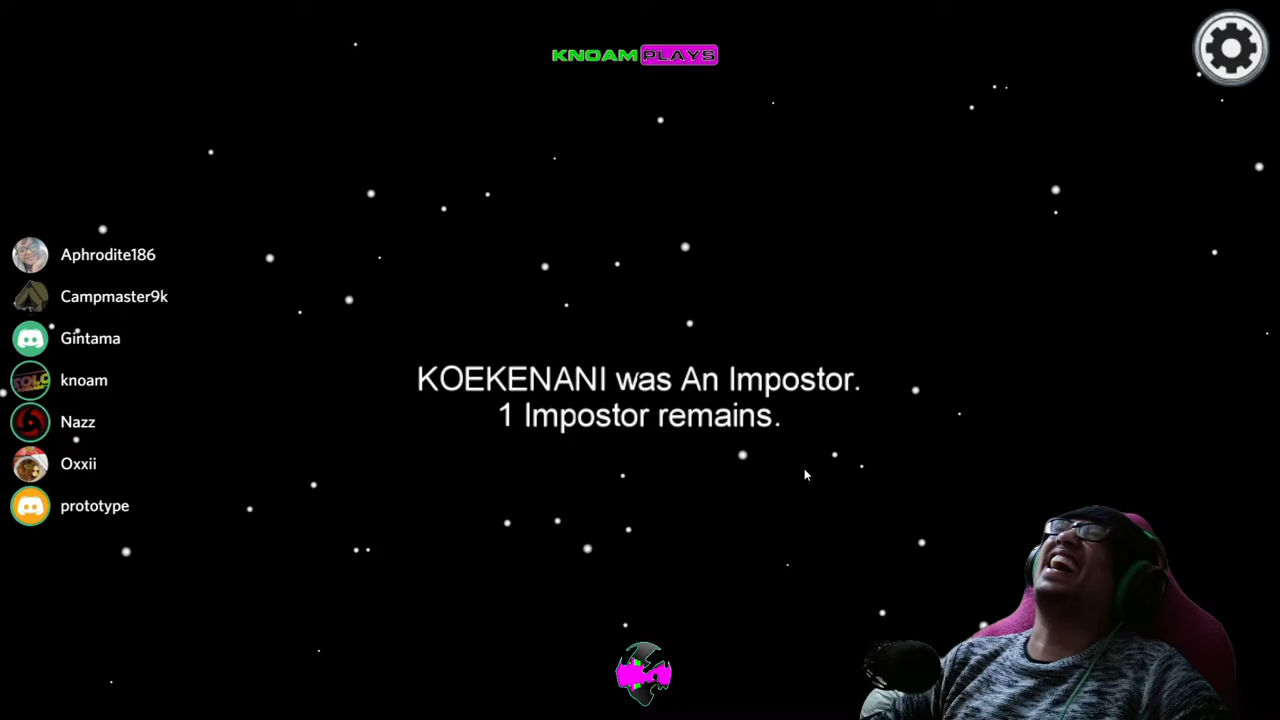 KNOAM PLAYS
Aphrodite186
Campmaster9k
Gintama
knoam
Nazz
Oxxii
prototype
KOEKENANI was An Impostor.
1 Impostor remains.